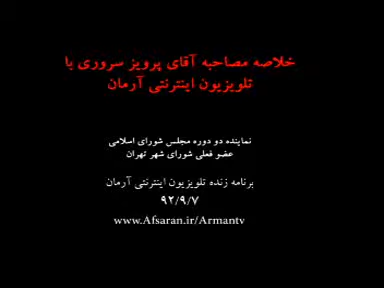 خلاصه مصاحبه آقای پرویز سروری با
تلویزیون اینترنتی آرمان
نماینده دو دوره مجلس شورای اسلامی
عضو فعلی شورای شهر تهران
برنامه زنده تلویزیون اینترنتی آرمان
۹۲/۹/۷
www.Afsaran.ir/Armantv